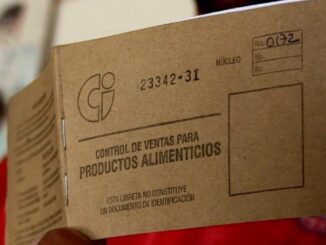 23342-31
NÚCLEO
No. 0172
No.
No.
CONTROL DE VENTAS PARA
PRODUCTOS ALIMENTICIOS
ESTA LIBRETA NO CONSTITUYE
UN DOCUMENTO DE IDENTIFICACIÓN